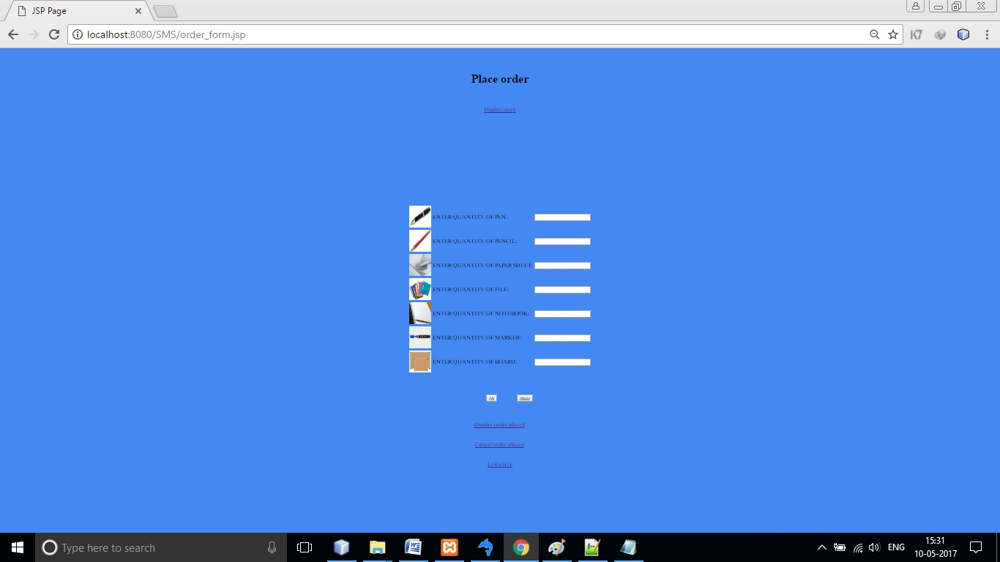 JSP Page
localhost:8080/SMS/order_form.jsp
K7
Place order
Display stock
ENTER QUANTITY OF PEN:
ENTER QUANTITY OF PENCIL:
ENTER QUANTITY OF PAPER SHEET:
ENTER QUANTITY OF FILE:
ENTER QUANTITY OF NOTEBOOK:
ENTER QUANTITY OF MARKER:
ENTER QUANTITY OF BOARD:
ok clear
Display order placed
Cancel order placed
LOGOUT
Type here to search
ENG
15:31
10-05-2017